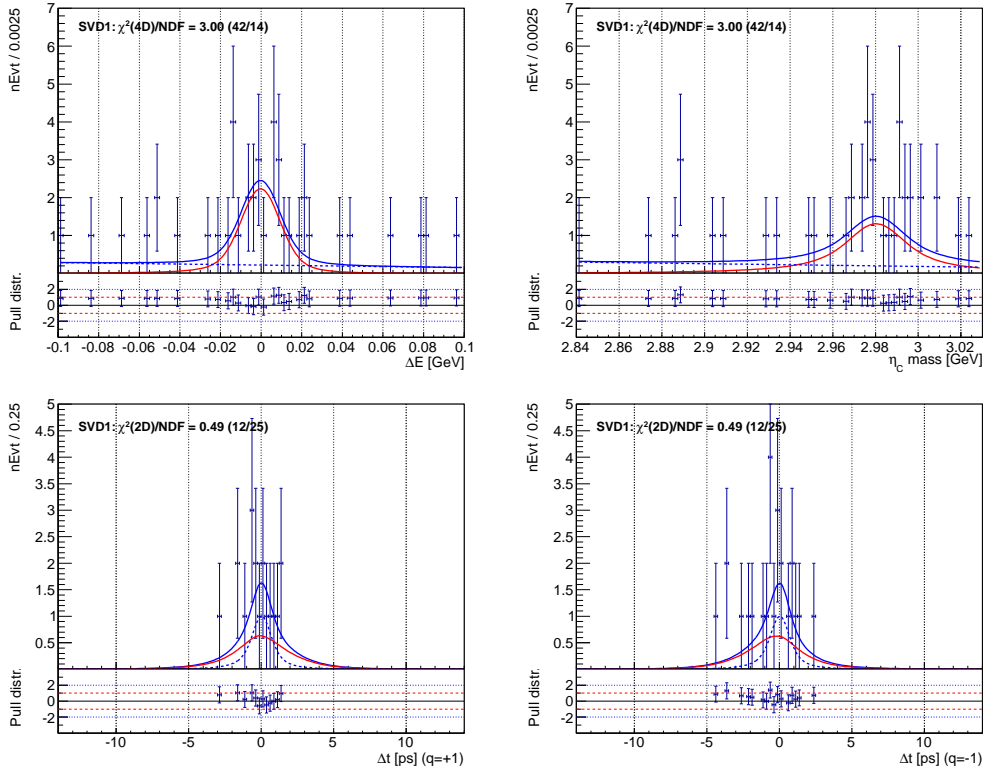 nEvt / 0.0025
SVD1: χ²(4D)/NDF = 3.00 (42/14)
7
6
5
4
3
2
1
Pull distr.
2
0
-2
-0.1 -0.08 -0.06 -0.04 -0.02 0 0.02 0.04 0.06 0.08 0.1
ΔE [GeV]
nEvt / 0.0025
SVD1: χ²(4D)/NDF = 3.00 (42/14)
7
6
5
4
3
2
1
Pull distr.
2
0
-2
2.84 2.86 2.88 2.9 2.92 2.94 2.96 2.98 3 3.02
η_C mass [GeV]
nEvt / 0.25
SVD1: χ²(2D)/NDF = 0.49 (12/25)
5
4.5
4
3.5
3
2.5
2
1.5
1
0.5
Pull distr.
2
0
-2
-10 -5 0 5 10
Δt [ps] (q=+1)
nEvt / 0.25
SVD1: χ²(2D)/NDF = 0.49 (12/25)
5
4.5
4
3.5
3
2.5
2
1.5
1
0.5
Pull distr.
2
0
-2
-10 -5 0 5 10
Δt [ps] (q=-1)